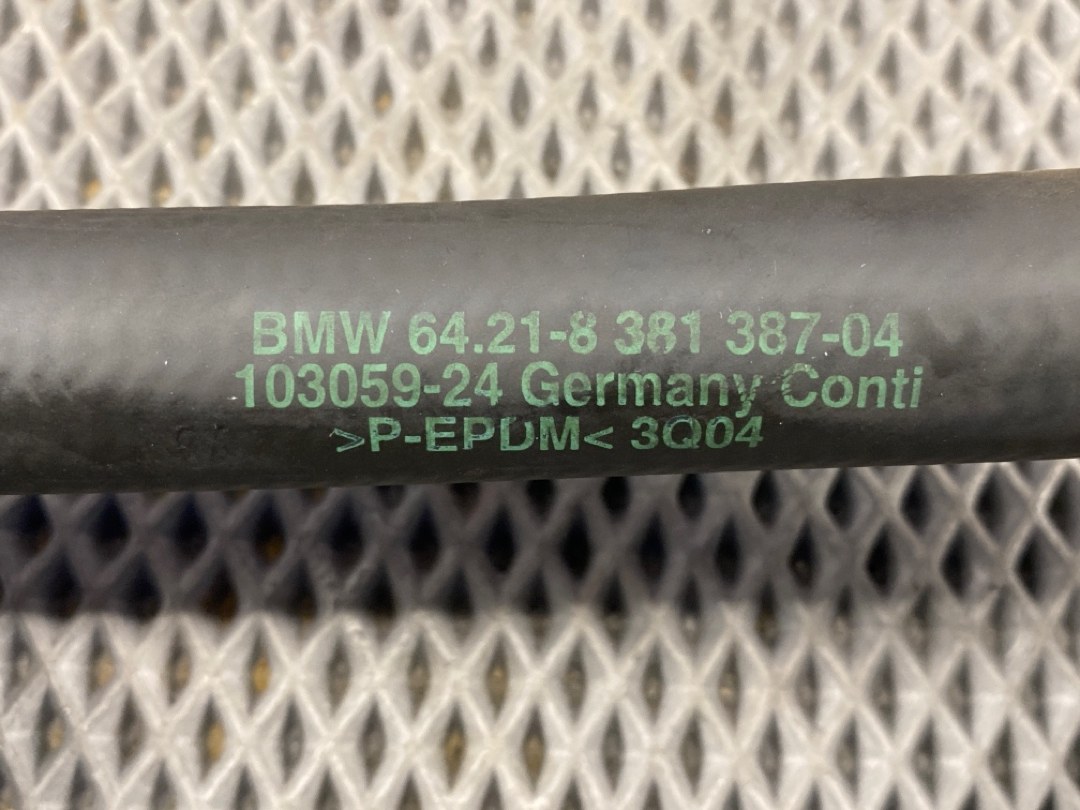 BMW 64.21-8 381 387-04
103059-24 Germany Conti
>P-EPDM< 3Q04